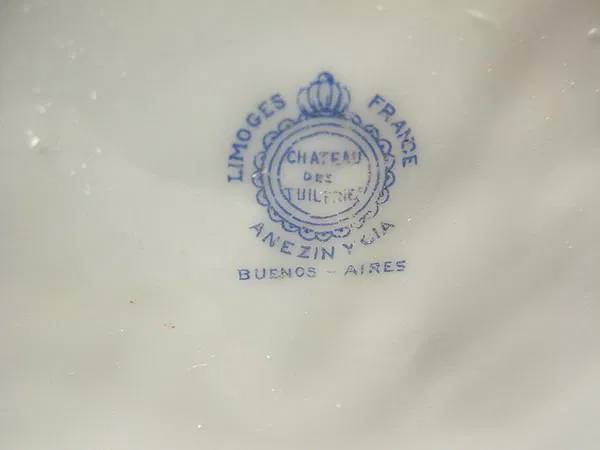 LIMOGES FRANCE
CHATEAU
DES
TUILERIES
ANEZIN Y CIA
BUENOS - AIRES